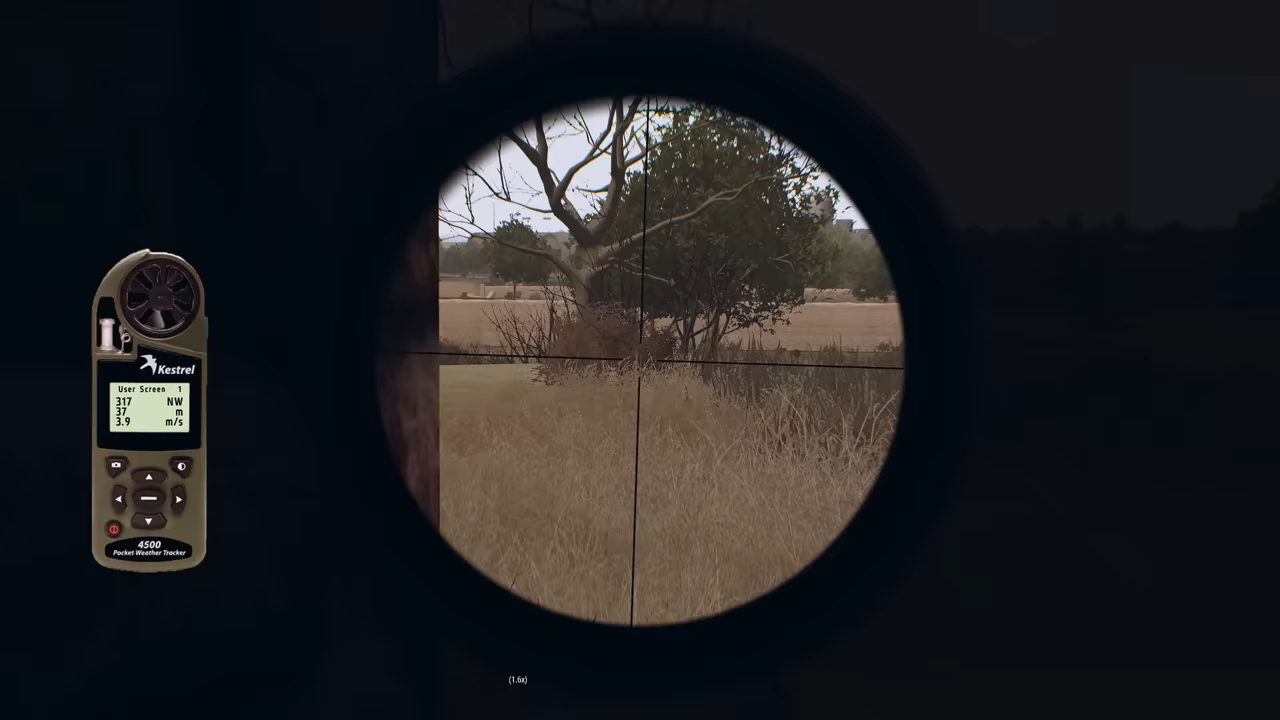 Kestrel
User Screen 1
317 NW
37 m
3.9 m/s
4500
Pocket Weather Tracker
(1.6x)